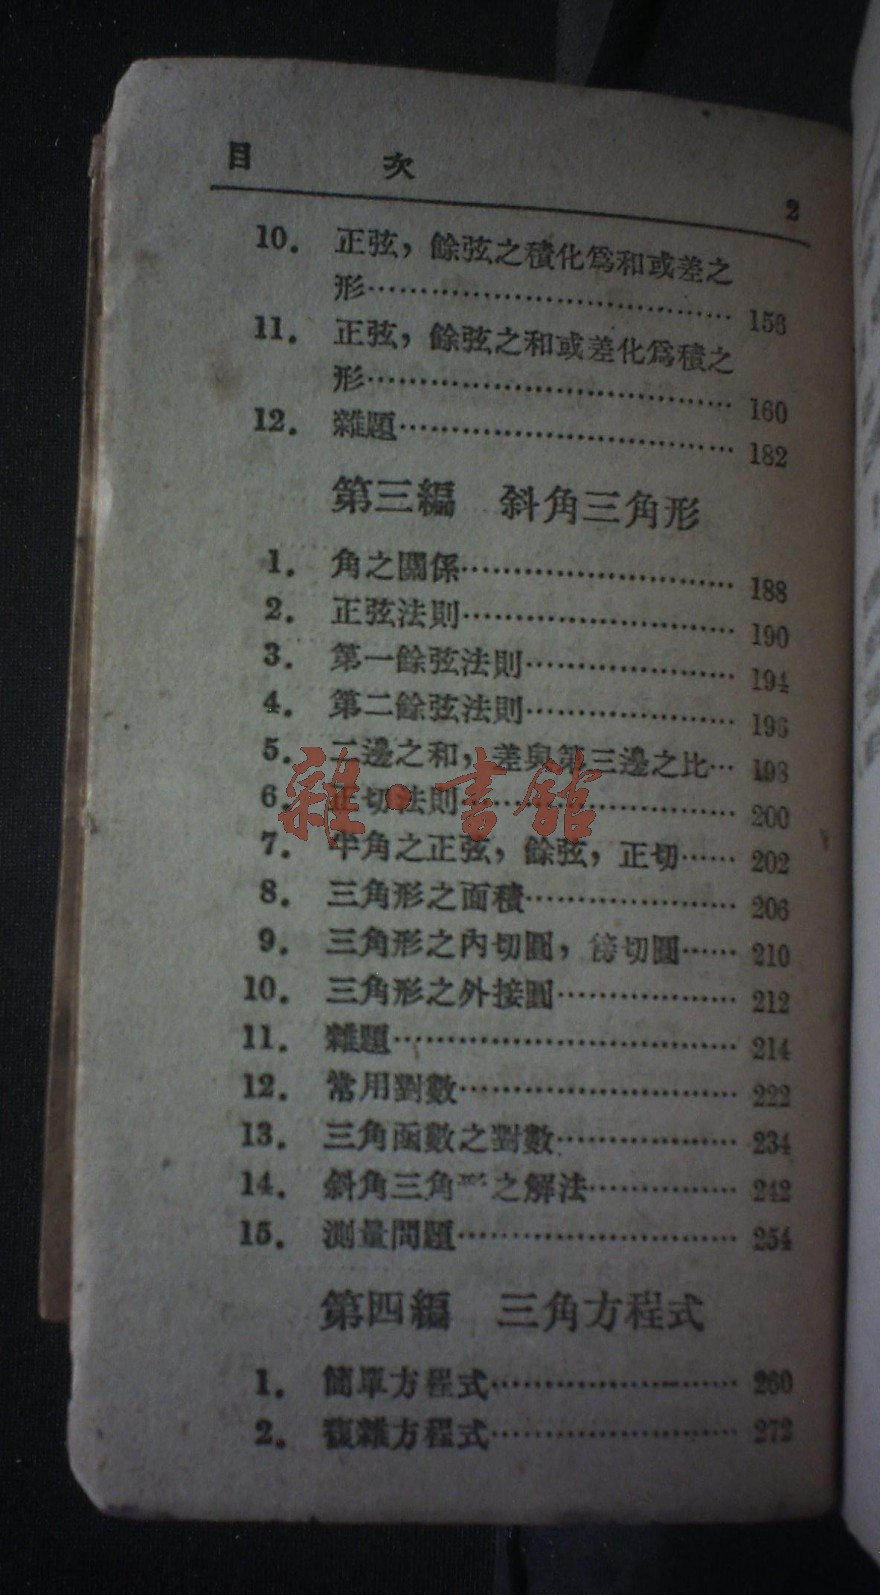 目 次 2
10. 正弦，餘弦之積化爲和或差之
形……………………………… 158
11. 正弦，餘弦之和或差化爲積之
形……………………………… 160
12. 雜題…………………………… 182
第三編 斜角三角形
1. 角之關係……………………… 188
2. 正弦法則……………………… 190
3. 第一餘弦法則………………… 194
4. 第二餘弦法則………………… 196
5. 二邊之和，差與第三邊之比… 198
6. 正切法則……………………… 200
7. 半角之正弦，餘弦，正切…… 202
8. 三角形之面積………………… 206
9. 三角形之內切圓，傍切圓…… 210
10. 三角形之外接圓……………… 212
11. 雜題…………………………… 214
12. 常用對數……………………… 222
13. 三角函數之對數……………… 234
14. 斜角三角形之解法…………… 242
15. 測量問題……………………… 254
第四編 三角方程式
1. 簡單方程式…………………… 260
2. 複雜方程式…………………… 272
雜·書館